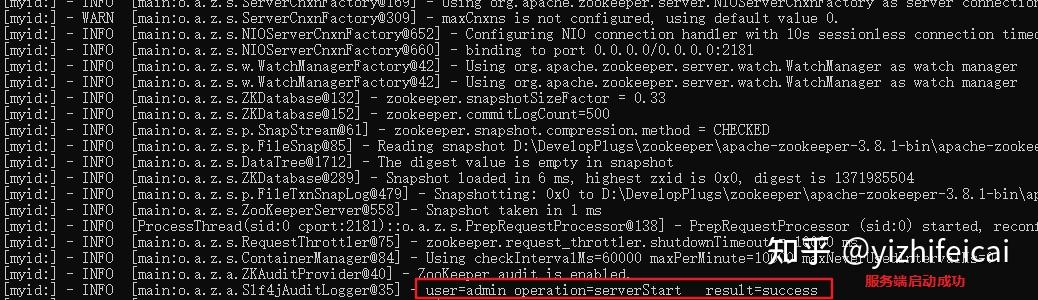 [myid:] - INFO  [main:o.a.z.s.ServerCnxnFactory@169] - Using org.apache.zookeeper.server.NIOServerCnxnFactory as server connection
[myid:] - WARN  [main:o.a.z.s.ServerCnxnFactory@309] - maxCnxns is not configured, using default value 0.
[myid:] - INFO  [main:o.a.z.s.NIOServerCnxnFactory@652] - Configuring NIO connection handler with 10s sessionless connection timeo
[myid:] - INFO  [main:o.a.z.s.NIOServerCnxnFactory@660] - binding to port 0.0.0.0/0.0.0.0:2181
[myid:] - INFO  [main:o.a.z.s.w.WatchManagerFactory@42] - Using org.apache.zookeeper.server.watch.WatchManager as watch manager
[myid:] - INFO  [main:o.a.z.s.w.WatchManagerFactory@42] - Using org.apache.zookeeper.server.watch.WatchManager as watch manager
[myid:] - INFO  [main:o.a.z.s.ZKDatabase@132] - zookeeper.snapshotSizeFactor = 0.33
[myid:] - INFO  [main:o.a.z.s.ZKDatabase@152] - zookeeper.commitLogCount=500
[myid:] - INFO  [main:o.a.z.s.p.SnapStream@61] - zookeeper.snapshot.compression.method = CHECKED
[myid:] - INFO  [main:o.a.z.s.p.FileSnap@85] - Reading snapshot D:\DevelopPlugs\zookeeper\apache-zookeeper-3.8.1-bin\apache-zookee
[myid:] - INFO  [main:o.a.z.s.DataTree@1712] - The digest value is empty in snapshot
[myid:] - INFO  [main:o.a.z.s.ZKDatabase@289] - Snapshot loaded in 6 ms, highest zxid is 0x0, digest is 1371985504
[myid:] - INFO  [main:o.a.z.s.p.FileTxnSnapLog@479] - Snapshotting: 0x0 to D:\DevelopPlugs\zookeeper\apache-zookeeper-3.8.1-bin\ap
[myid:] - INFO  [main:o.a.z.s.ZooKeeperServer@558] - Snapshot taken in 1 ms
[myid:] - INFO  [ProcessThread(sid:0 cport:2181)::o.a.z.s.PrepRequestProcessor@138] - PrepRequestProcessor (sid:0) started, reconf
[myid:] - INFO  [main:o.a.z.s.RequestThrottler@75] - zookeeper.request_throttler.shutdownTimeout
[myid:] - INFO  [main:o.a.z.s.ContainerManager@84] - Using checkIntervalMs=60000 maxPerMinute=10
知乎 @yizhifeicai
[myid:] - INFO  [main:o.a.z.a.ZKAuditProvider@40] - ZooKeeper audit is enabled.
服务端启动成功
[myid:] - INFO  [main:o.a.z.a.Slf4jAuditLogger@35] - user=admin operation=serverStart   result=success